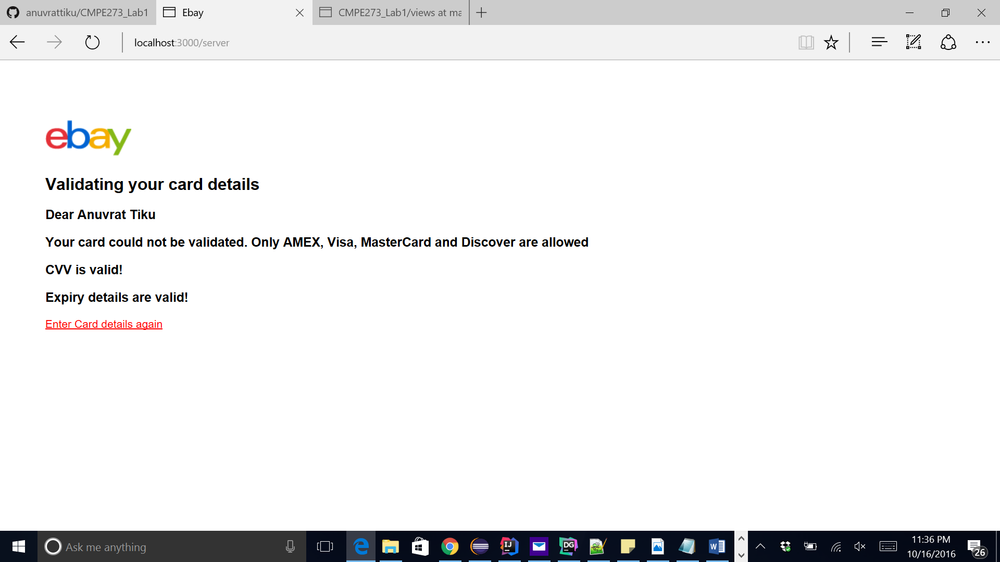 anuvrattiku/CMPE273_Lab1
Ebay
CMPE273_Lab1/views at ma
localhost:3000/server
ebay
Validating your card details
Dear Anuvrat Tiku
Your card could not be validated. Only AMEX, Visa, MasterCard and Discover are allowed
CVV is valid!
Expiry details are valid!
Enter Card details again
Ask me anything
IJ
DG
W
11:36 PM
10/16/2016
26